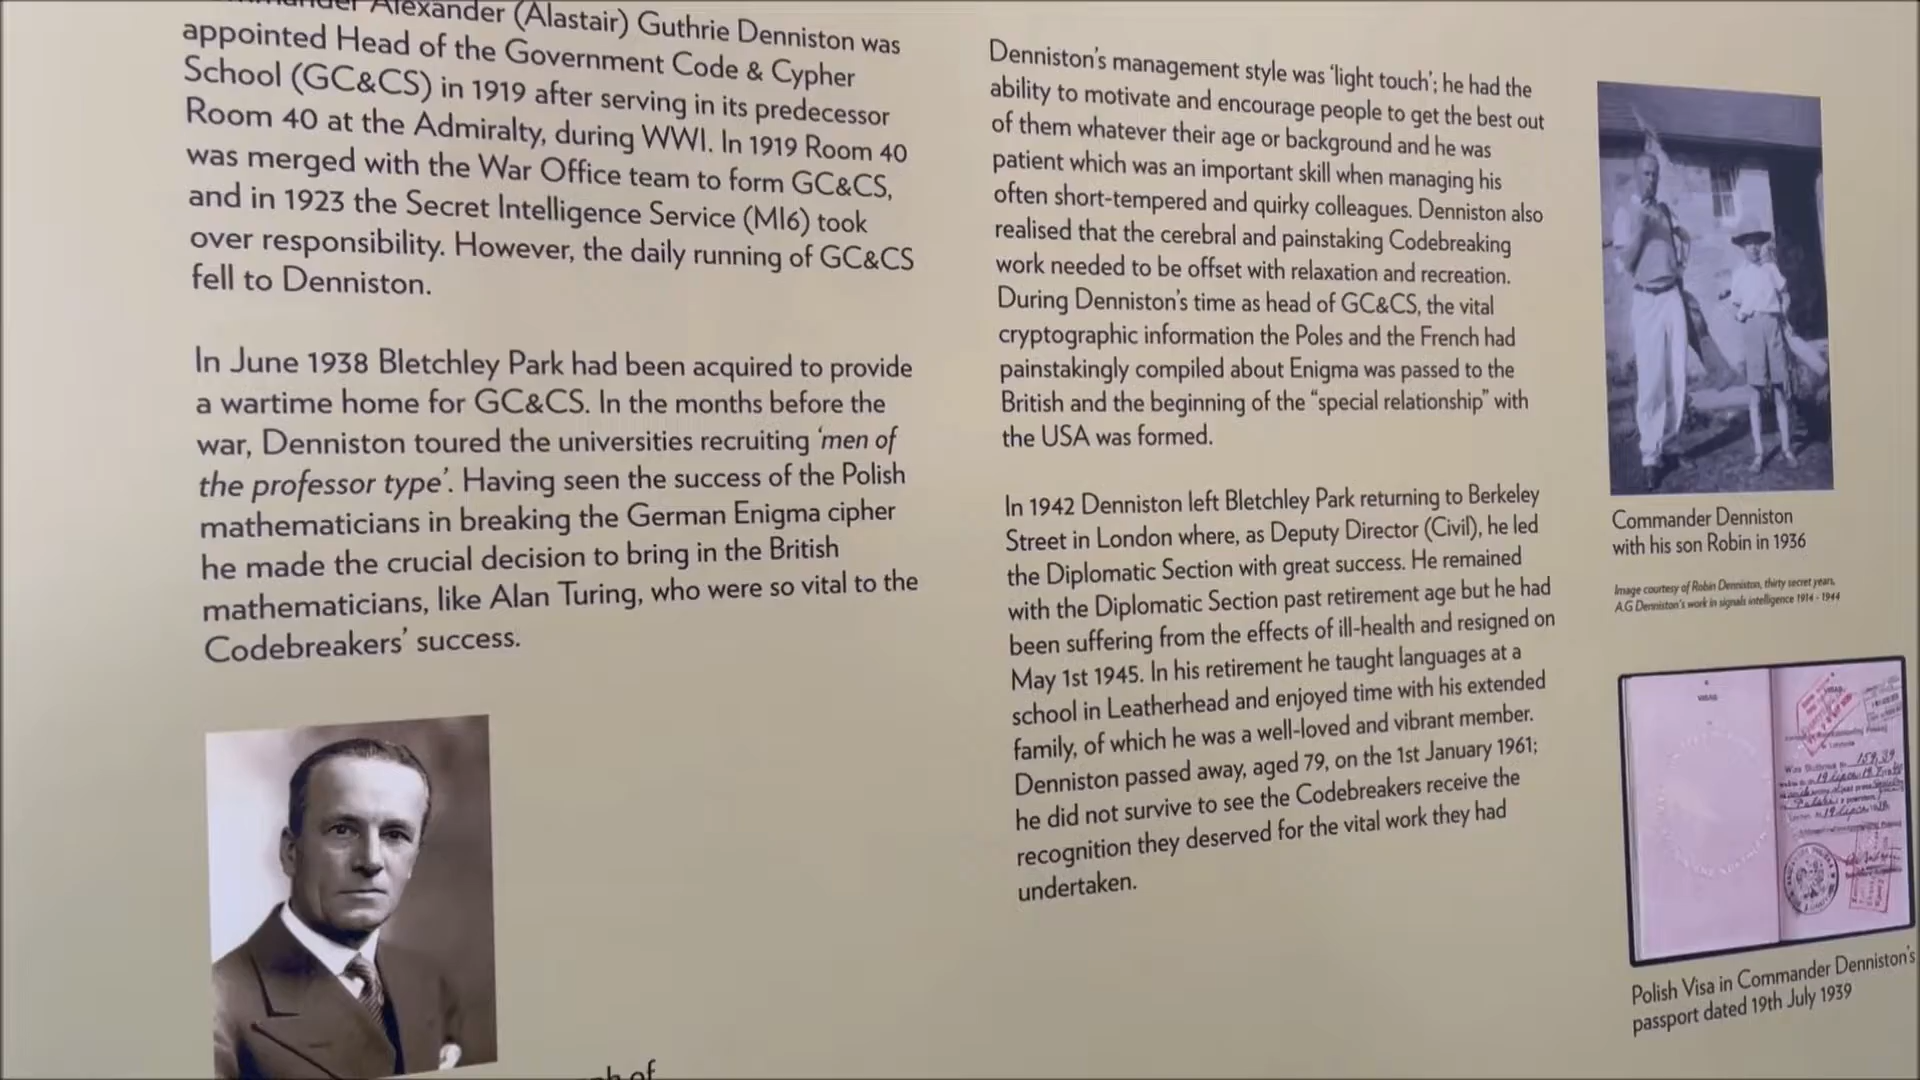 Alexander (Alastair) Guthrie Denniston was
appointed Head of the Government Code & Cypher
School (GC&CS) in 1919 after serving in its predecessor
Room 40 at the Admiralty, during WWI. In 1919 Room 40
was merged with the War Office team to form GC&CS,
and in 1923 the Secret Intelligence Service (MI6) took
over responsibility. However, the daily running of GC&CS
fell to Denniston.
In June 1938 Bletchley Park had been acquired to provide
a wartime home for GC&CS. In the months before the
war, Denniston toured the universities recruiting ‘men of
the professor type’. Having seen the success of the Polish
mathematicians in breaking the German Enigma cipher
he made the crucial decision to bring in the British
mathematicians, like Alan Turing, who were so vital to the
Codebreakers’ success.
of
Denniston’s management style was ‘light touch’; he had the
ability to motivate and encourage people to get the best out
of them whatever their age or background and he was
patient which was an important skill when managing his
often short-tempered and quirky colleagues. Denniston also
realised that the cerebral and painstaking Codebreaking
work needed to be offset with relaxation and recreation.
During Denniston’s time as head of GC&CS, the vital
cryptographic information the Poles and the French had
painstakingly compiled about Enigma was passed to the
British and the beginning of the “special relationship” with
the USA was formed.
In 1942 Denniston left Bletchley Park returning to Berkeley
Street in London where, as Deputy Director (Civil), he led
the Diplomatic Section with great success. He remained
with the Diplomatic Section past retirement age but he had
been suffering from the effects of ill-health and resigned on
May 1st 1945. In his retirement he taught languages at a
school in Leatherhead and enjoyed time with his extended
family, of which he was a well-loved and vibrant member.
Denniston passed away, aged 79, on the 1st January 1961;
he did not survive to see the Codebreakers receive the
recognition they deserved for the vital work they had
undertaken.
Commander Denniston
with his son Robin in 1936
Image courtesy of Robin Denniston, thirty secret years,
A.G Denniston's work in signals intelligence 1914 - 1944
Polish Visa in Commander Denniston’s
passport dated 19th July 1939